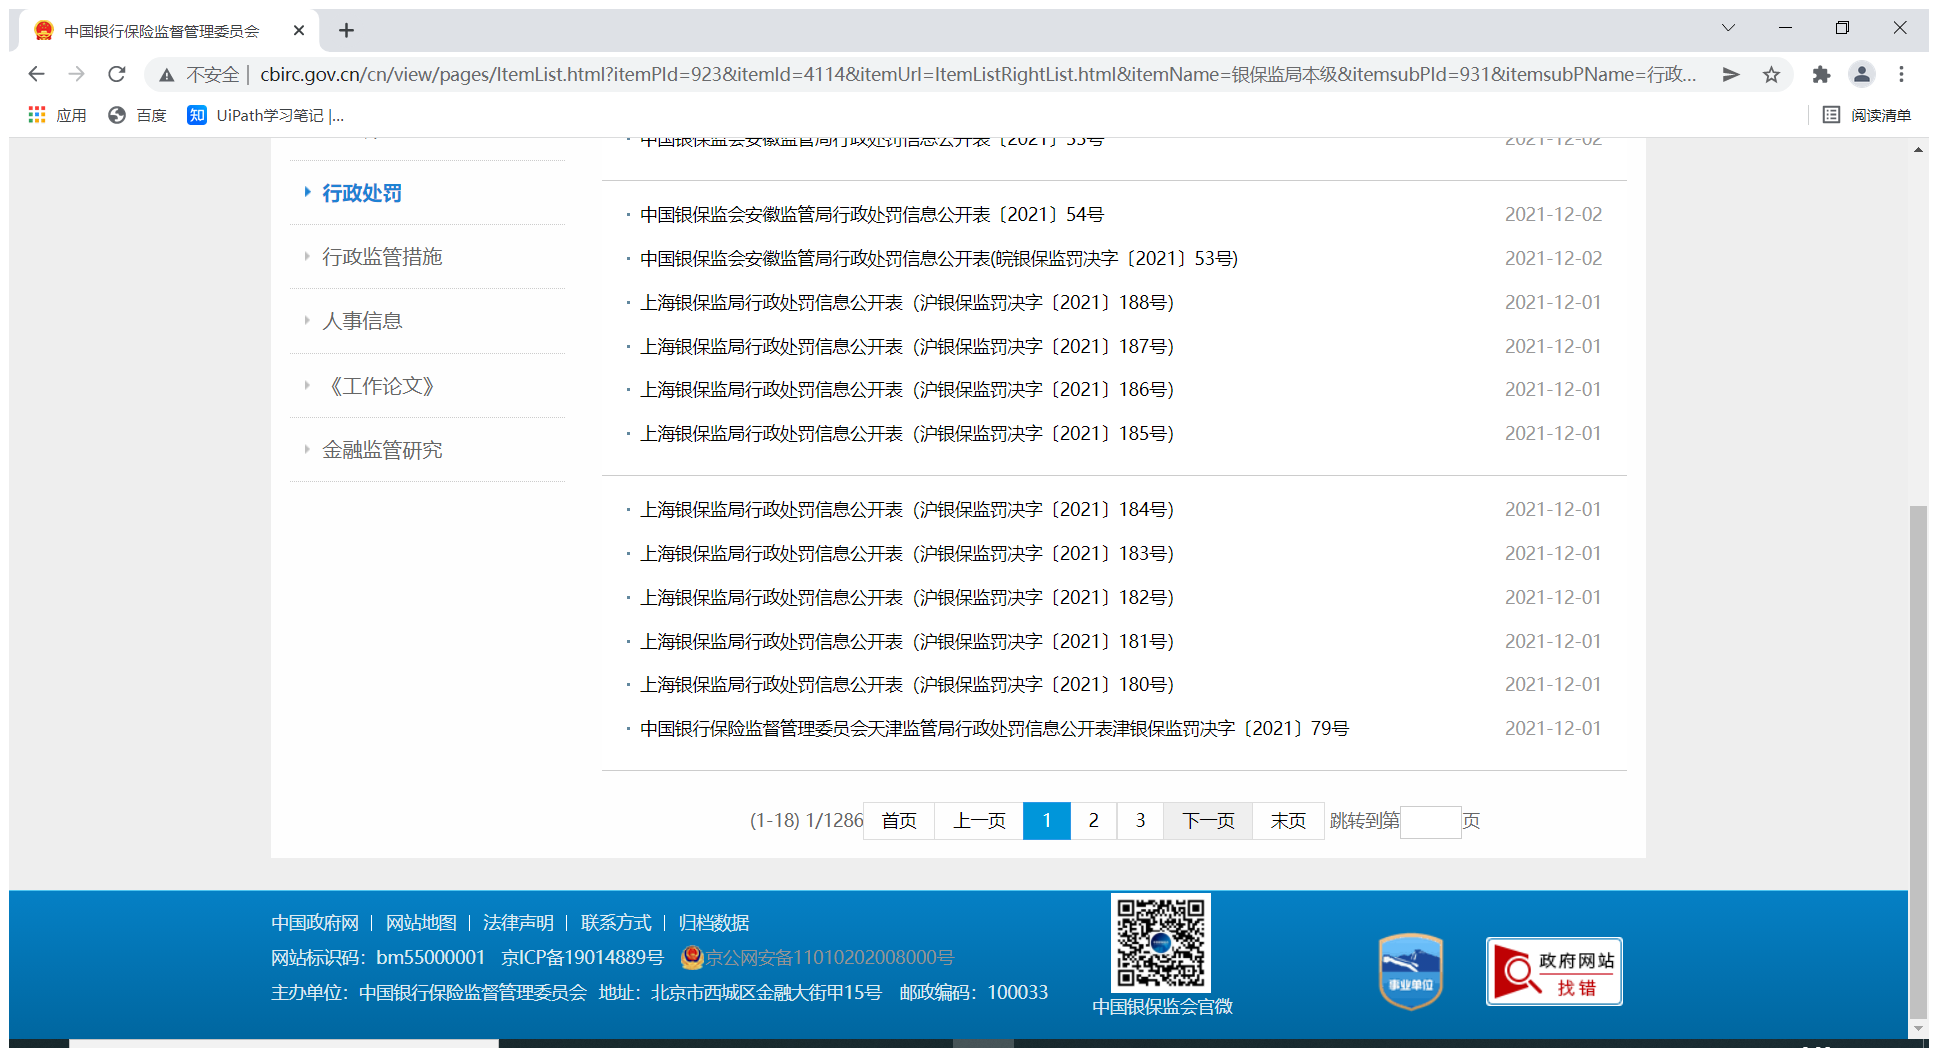 中国银行保险监督管理委员会
不安全 | cbirc.gov.cn/cn/view/pages/ItemList.html?itemPId=923&itemId=4114&itemUrl=ItemListRightList.html&itemName=银保监局本级&itemsubPId=931&itemsubPName=行政...
应用 百度 知 UiPath学习笔记 |... 阅读清单
中国银保监会安徽监管局行政处罚信息公开表〔2021〕55号 2021-12-02
行政处罚
行政监管措施
人事信息
《工作论文》
金融监管研究
· 中国银保监会安徽监管局行政处罚信息公开表〔2021〕54号 2021-12-02
· 中国银保监会安徽监管局行政处罚信息公开表(皖银保监罚决字〔2021〕53号) 2021-12-02
· 上海银保监局行政处罚信息公开表（沪银保监罚决字〔2021〕188号） 2021-12-01
· 上海银保监局行政处罚信息公开表（沪银保监罚决字〔2021〕187号） 2021-12-01
· 上海银保监局行政处罚信息公开表（沪银保监罚决字〔2021〕186号） 2021-12-01
· 上海银保监局行政处罚信息公开表（沪银保监罚决字〔2021〕185号） 2021-12-01
· 上海银保监局行政处罚信息公开表（沪银保监罚决字〔2021〕184号） 2021-12-01
· 上海银保监局行政处罚信息公开表（沪银保监罚决字〔2021〕183号） 2021-12-01
· 上海银保监局行政处罚信息公开表（沪银保监罚决字〔2021〕182号） 2021-12-01
· 上海银保监局行政处罚信息公开表（沪银保监罚决字〔2021〕181号） 2021-12-01
· 上海银保监局行政处罚信息公开表（沪银保监罚决字〔2021〕180号） 2021-12-01
· 中国银行保险监督管理委员会天津监管局行政处罚信息公开表津银保监罚决字〔2021〕79号 2021-12-01
(1-18) 1/1286 首页 上一页 1 2 3 下一页 末页 跳转到第 页
中国政府网 | 网站地图 | 法律声明 | 联系方式 | 归档数据
网站标识码：bm55000001 京ICP备19014889号 京公网安备11010202008000号
主办单位：中国银行保险监督管理委员会 地址：北京市西城区金融大街甲15号 邮政编码：100033
中国银保监会官微
事业单位
政府网站
找错